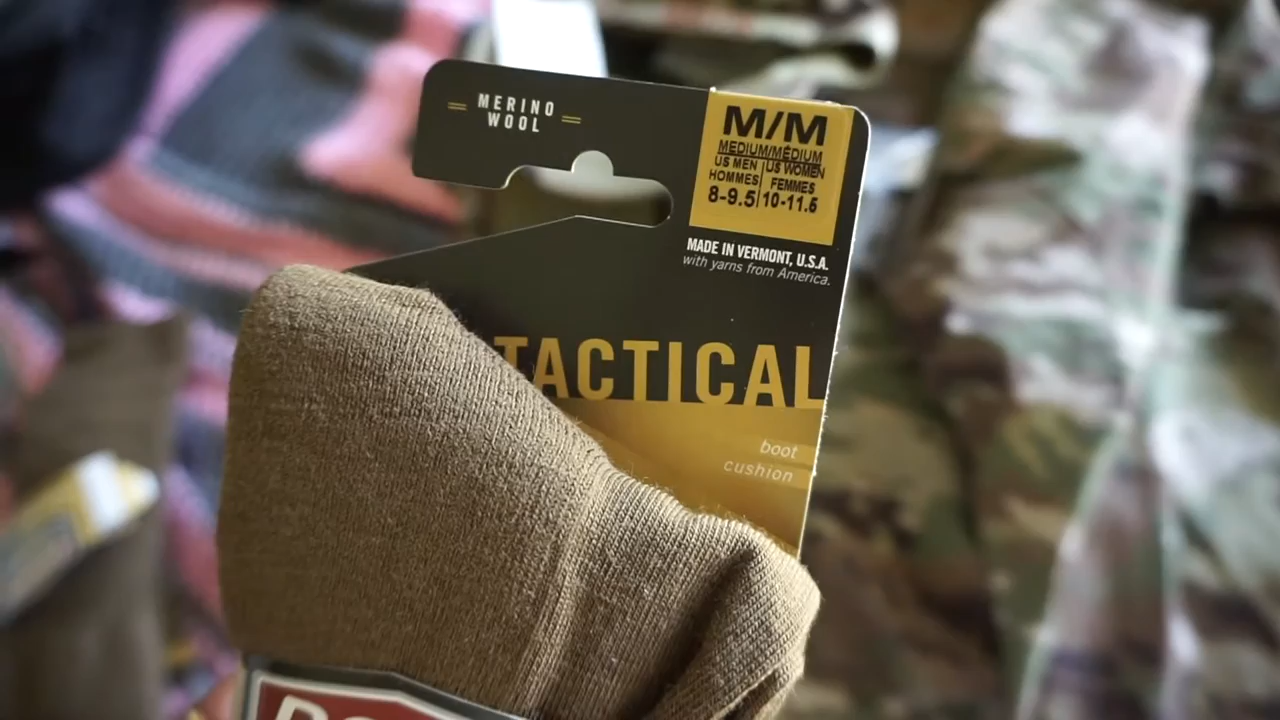 MERINO
WOOL
M/M
MEDIUM/MÉDIUM
US MEN US WOMEN
HOMMES FEMMES
8-9.5 10-11.5
MADE IN VERMONT, U.S.A.
with yarns from America.
TACTICAL
boot
cushion